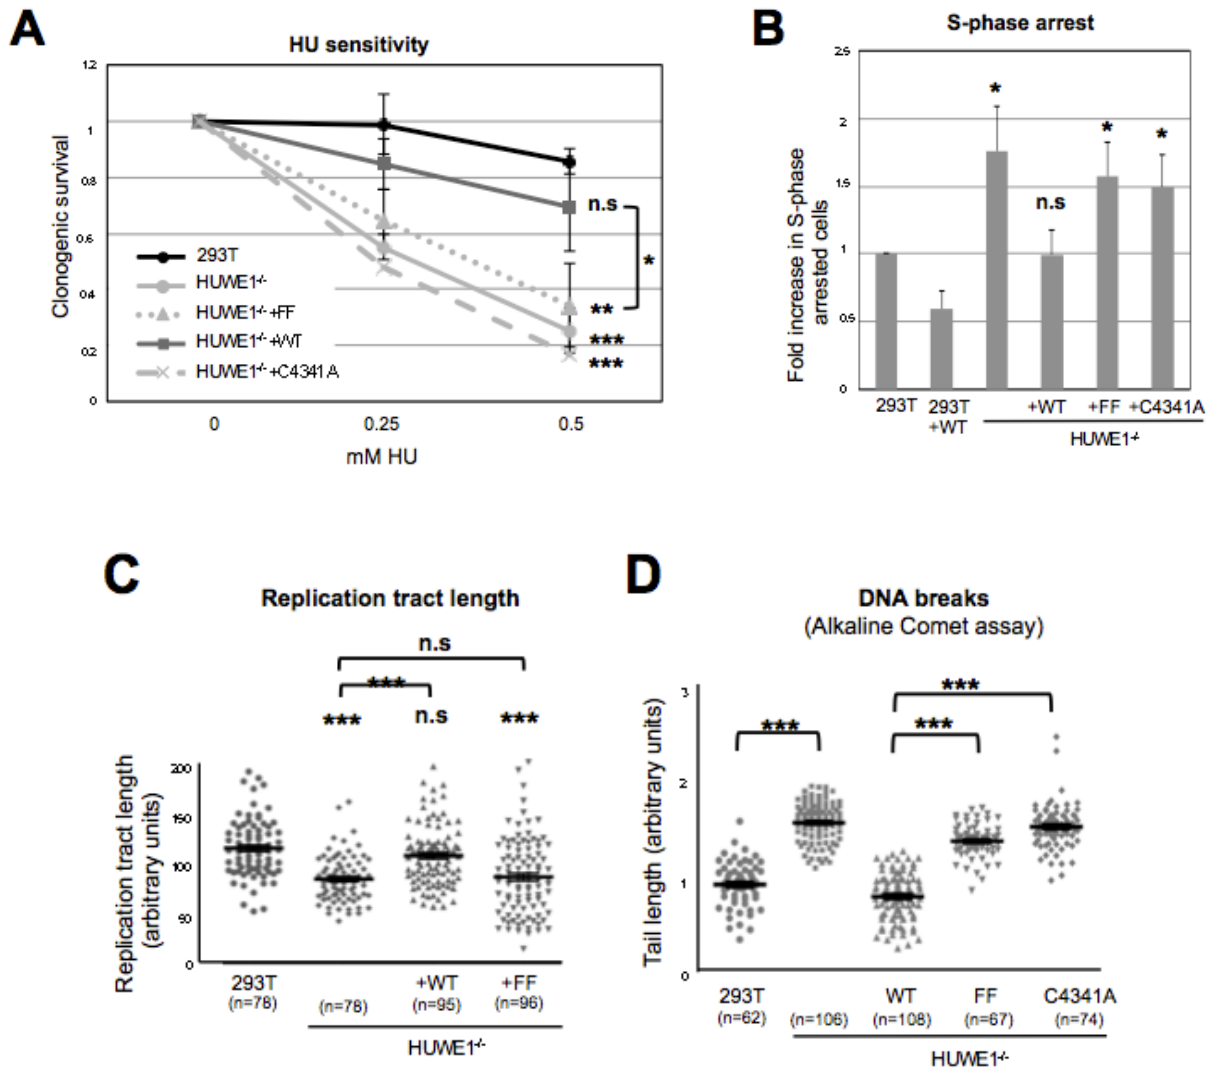 A
HU sensitivity
Clonogenic survival
1.2
1
0.8
0.6
0.4
0.2
0
293T
HUWE1-/-
HUWE1-/- +FF
HUWE1-/- +WT
HUWE1-/- +C4341A
n.s
*
**
***
***
0 0.25 0.5
mM HU
B
S-phase arrest
Fold increase in S-phase
arrested cells
2.5
2
1.5
1
0.5
0
*
n.s
*
*
293T 293T +WT +FF +C4341A
+WT
HUWE1-/-
C
Replication tract length
n.s
***
*** n.s ***
Replication tract length
(arbitrary units)
200
150
100
50
0
293T +WT +FF
(n=78) (n=78) (n=95) (n=96)
HUWE1-/-
D
DNA breaks
(Alkaline Comet assay)
Tail length (arbitrary units)
3
2
1
0
***
*** ***
293T WT FF C4341A
(n=62) (n=106) (n=108) (n=67) (n=74)
HUWE1-/-